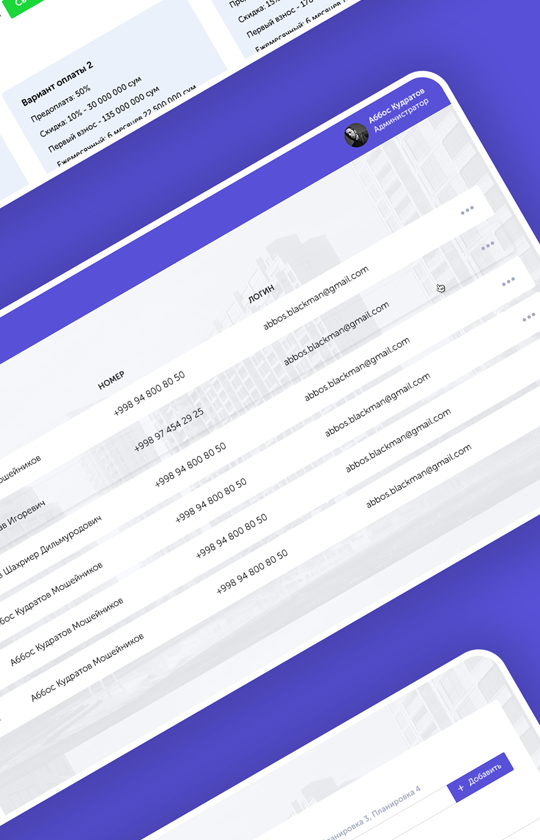 Вариант оплаты 2
Предоплата: 50%
Скидка: 10% - 30 000 000 сум
Первый взнос - 135 000 000 сум
Ежемесячный: 6 месяцев 22 500 000 сум
Скидка: 15%
Первый взнос - 170
Ежемесячный: 6 месяцев
Аббос Кудратов
Администратор
НОМЕР
ЛОГИН
+998 94 800 80 50
abbos.blackman@gmail.com
Игоревич
+998 97 454 29 25
abbos.blackman@gmail.com
Шахриер Дильмуродович
+998 94 800 80 50
abbos.blackman@gmail.com
Кудратов Мошейников
+998 94 800 80 50
abbos.blackman@gmail.com
Аббос Кудратов Мошейников
+998 94 800 80 50
abbos.blackman@gmail.com
Аббос Кудратов Мошейников
+998 94 800 80 50
abbos.blackman@gmail.com
3, Планировка 4
+ Добавить